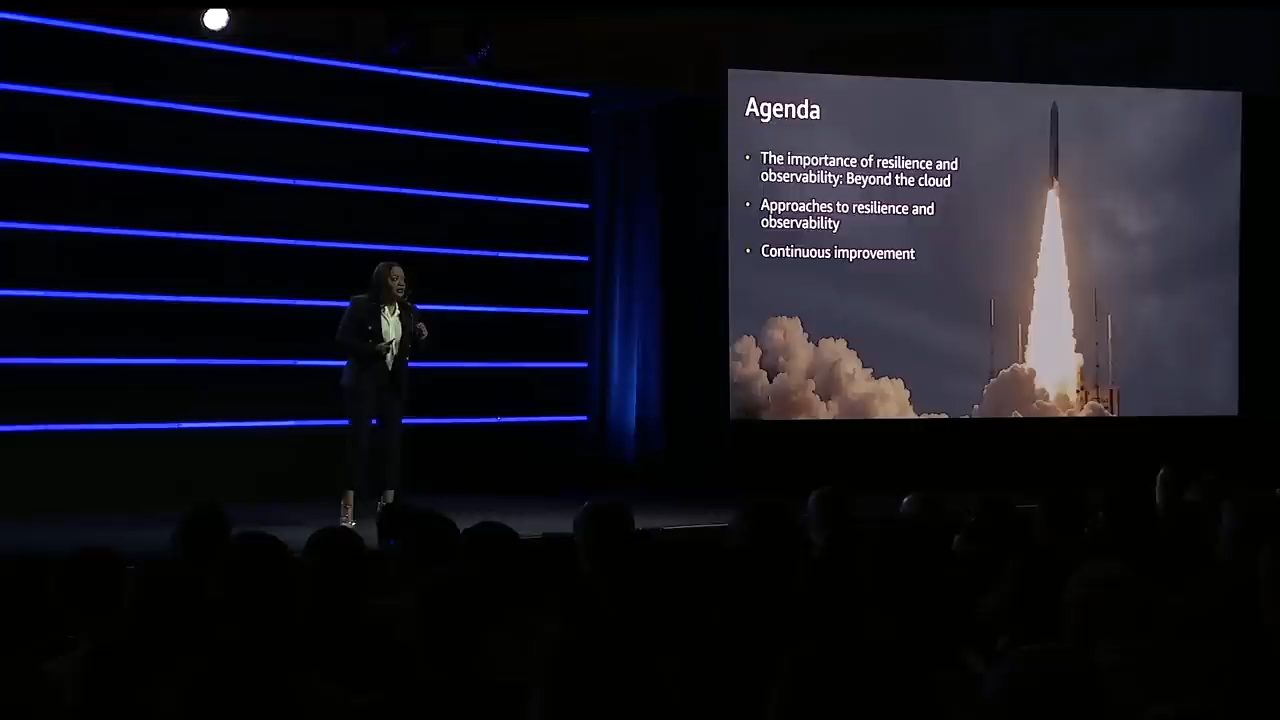 Agenda
• The importance of resilience and
observability: Beyond the cloud
• Approaches to resilience and
observability
• Continuous improvement